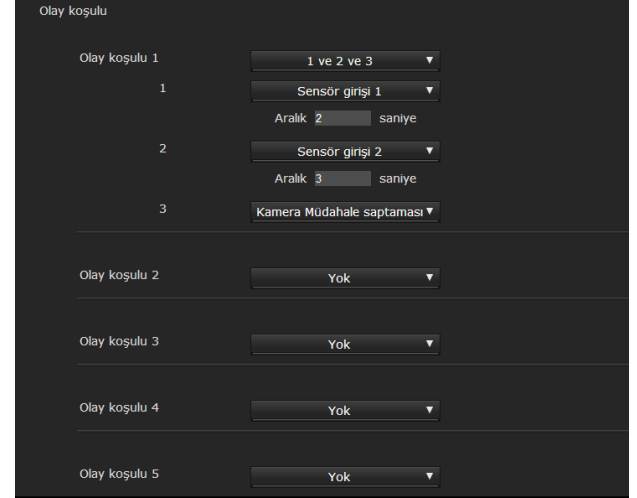 Olay koşulu
Olay koşulu 1 1 ve 2 ve 3
1 Sensör girişi 1
Aralık 2 saniye
2 Sensör girişi 2
Aralık 3 saniye
3 Kamera Müdahale saptaması
Olay koşulu 2 Yok
Olay koşulu 3 Yok
Olay koşulu 4 Yok
Olay koşulu 5 Yok